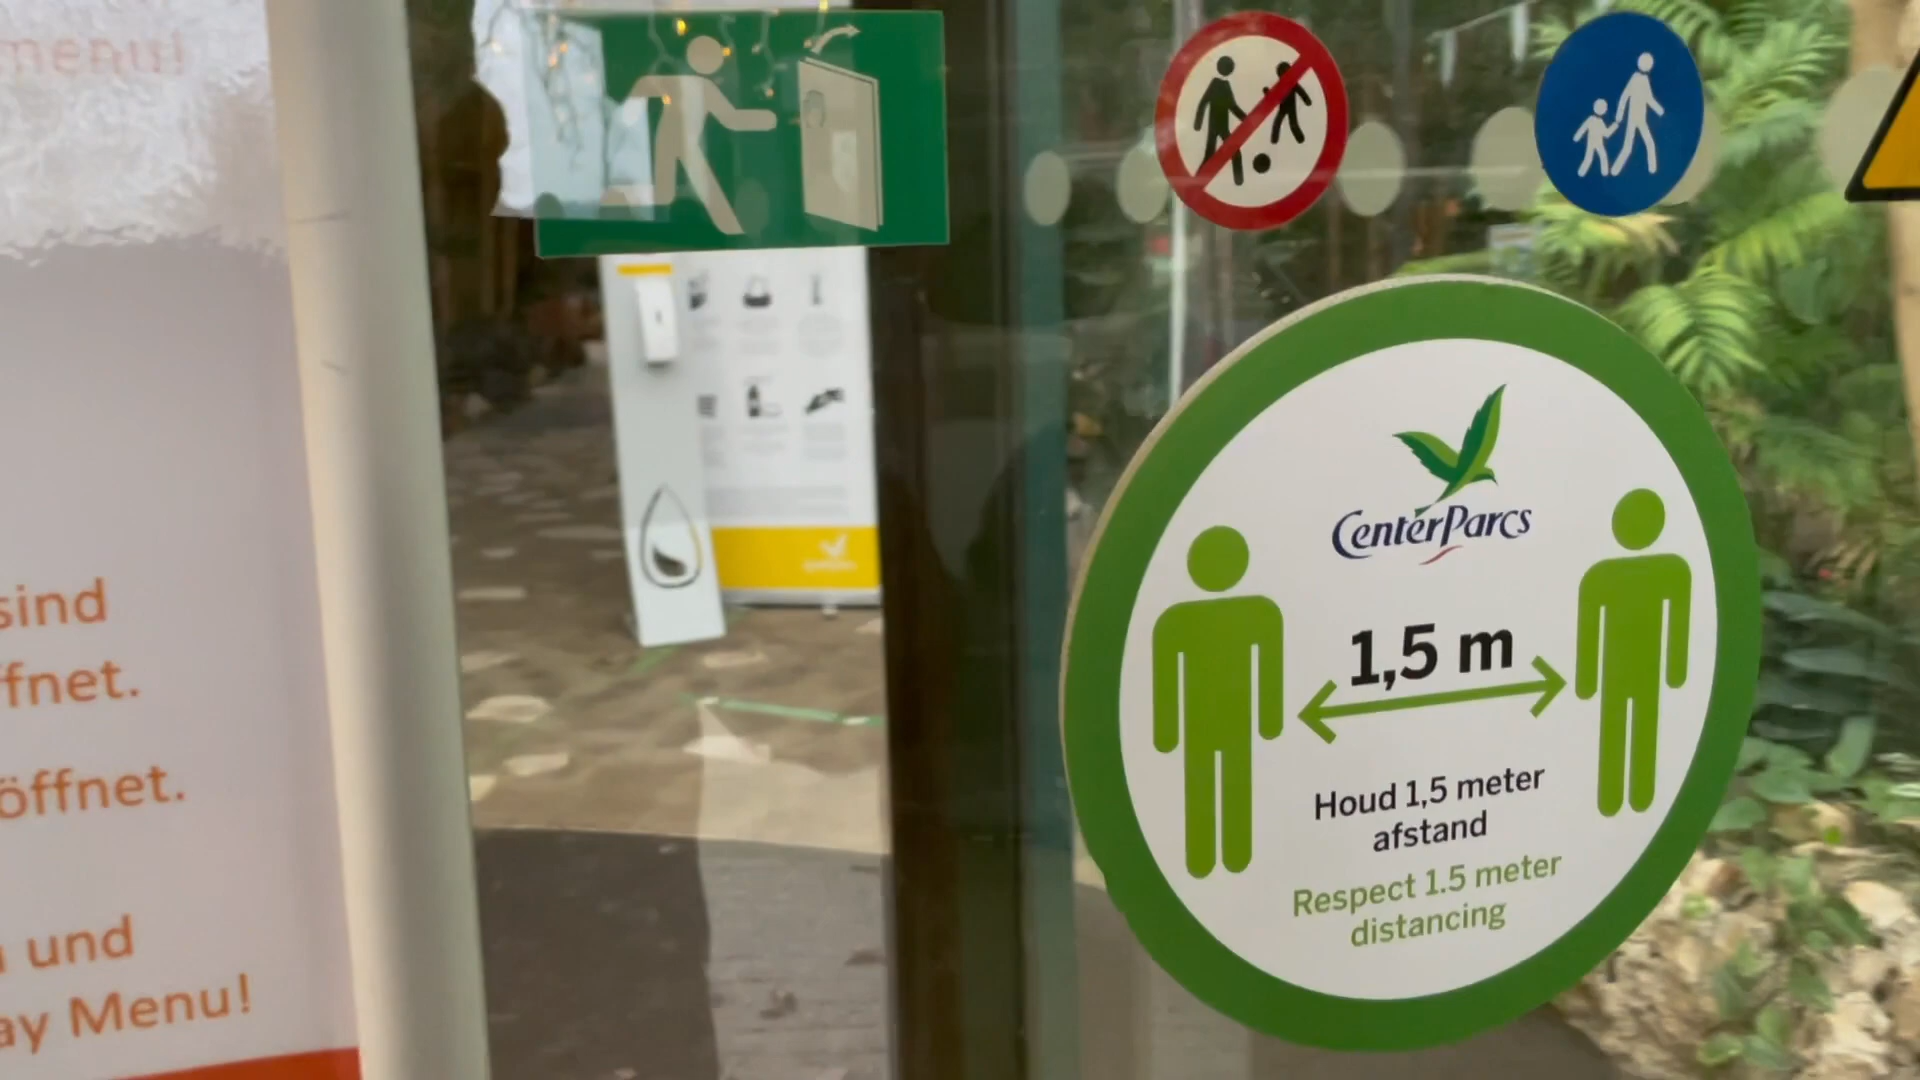 menu!
sind
ffnet.
öffnet.
und
ay Menu!
CenterParcs
1,5 m
Houd 1,5 meter
afstand
Respect 1.5 meter
distancing